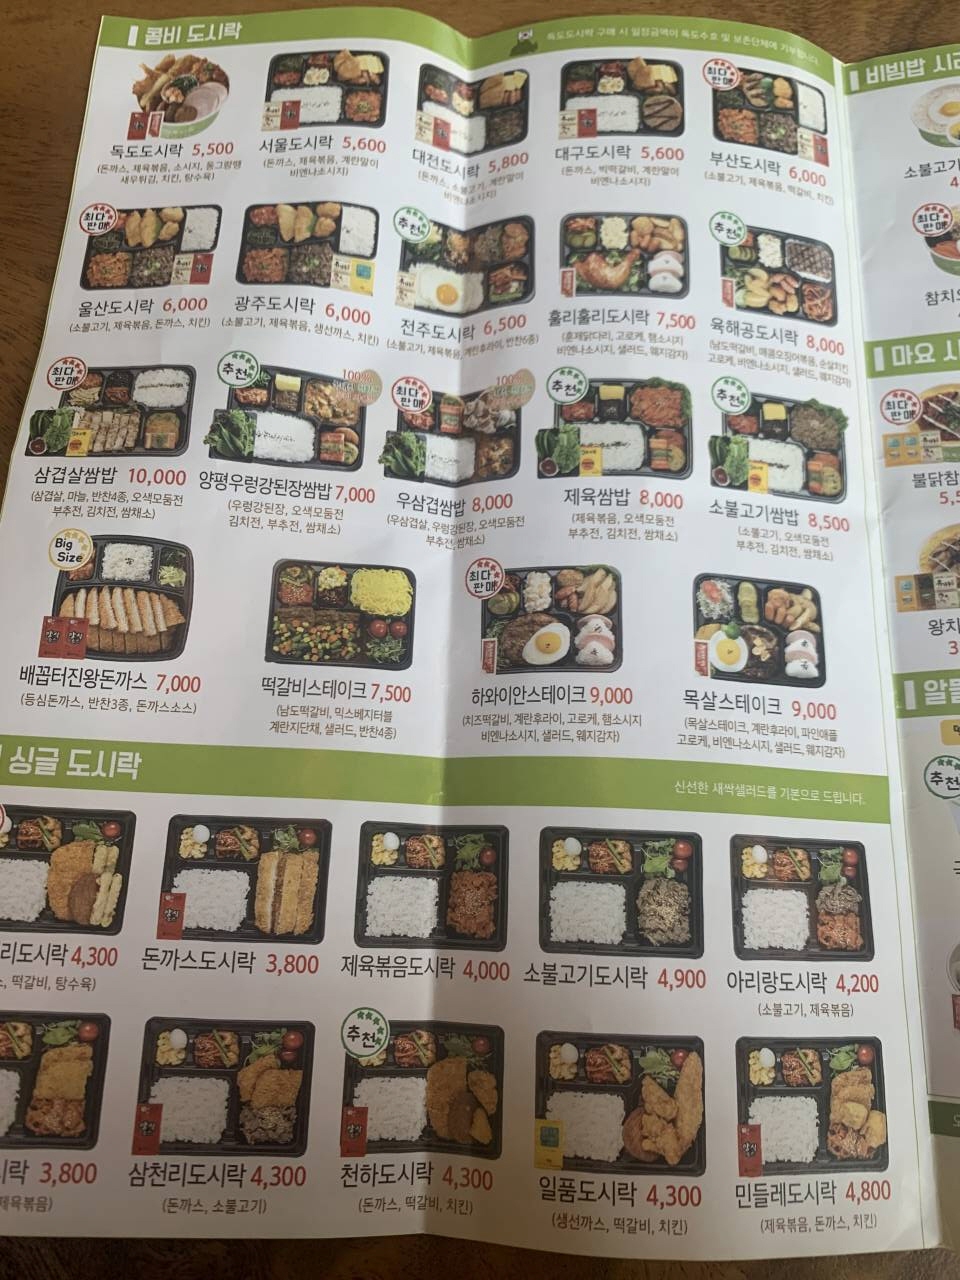 콤비 도시락
독도도시락 구매 시 일정금액이 독도수호 및 보존단체에 기부됩니다.
독도도시락 5,500
(돈까스, 제육볶음, 소시지, 동그랑땡
새우튀김, 치킨, 탕수육)
서울도시락 5,600
(돈까스, 제육볶음, 계란말이
비엔나소시지)
대전도시락 5,800
(돈까스, 소불고기, 계란말이
비엔나소시지)
대구도시락 5,600
(돈까스, 빅떡갈비, 계란말이
비엔나소시지)
최다
판매
부산도시락 6,000
(소불고기, 제육볶음, 떡갈비, 치킨)
최다
판매
울산도시락 6,000
(소불고기, 제육볶음, 돈까스, 치킨)
광주도시락 6,000
(소불고기, 제육볶음, 생선까스, 치킨)
추천
전주도시락 6,500
(소불고기, 제육볶음, 계란후라이, 반찬6종)
훌리훌리도시락 7,500
(훈제닭다리, 고로케, 햄소시지
비엔나소시지, 샐러드, 웨지감자)
추천
육해공도시락 8,000
(남도떡갈비, 매콤오징어볶음, 순살치킨
고로케, 비엔나소시지, 샐러드, 웨지감자)
최다
판매
삼겹살쌈밥 10,000
(삼겹살, 마늘, 반찬4종, 오색모둠전
부추전, 김치전, 쌈채소)
추천
100%
양평우렁강된장쌈밥 7,000
(우렁강된장, 오색모둠전
김치전, 부추전, 쌈채소)
최다
판매
100%
우삼겹쌈밥 8,000
(우삼겹살, 우렁강된장, 오색모둠전
부추전, 쌈채소)
추천
제육쌈밥 8,000
(제육볶음, 오색모둠전
부추전, 김치전, 쌈채소)
추천
소불고기쌈밥 8,500
(소불고기, 오색모둠전
부추전, 김치전, 쌈채소)
Big
Size
배꼽터진왕돈까스 7,000
(등심돈까스, 반찬3종, 돈까스소스)
떡갈비스테이크 7,500
(남도떡갈비, 믹스베지터블
계란지단채, 샐러드, 반찬4종)
최다
판매
하와이안스테이크 9,000
(치즈떡갈비, 계란후라이, 고로케, 햄소시지
비엔나소시지, 샐러드, 웨지감자)
목살스테이크 9,000
(목살스테이크, 계란후라이, 파인애플
고로케, 비엔나소시지, 샐러드, 웨지감자)
싱글 도시락
신선한 새싹샐러드를 기본으로 드립니다.
리도시락 4,300
떡갈비, 탕수육)
돈까스도시락 3,800
제육볶음도시락 4,000
소불고기도시락 4,900
아리랑도시락 4,200
(소불고기, 제육볶음)
락 3,800
제육볶음)
삼천리도시락 4,300
(돈까스, 소불고기)
추천
천하도시락 4,300
(돈까스, 떡갈비, 치킨)
일품도시락 4,300
(생선까스, 떡갈비, 치킨)
민들레도시락 4,800
(제육볶음, 돈까스, 치킨)
비빔밥 시
소불고기
4
최다
판매
참치
마요 시
최다
판매
불닭참
5,5
왕치
3
알뜰
추천